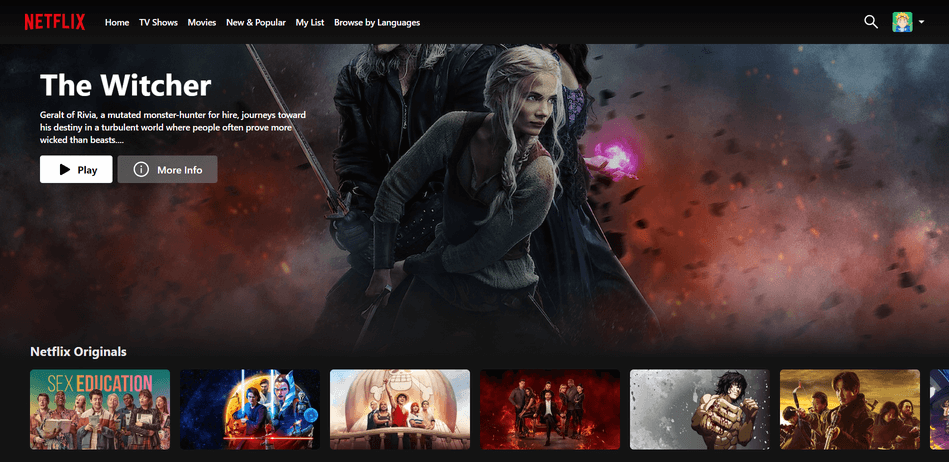 NETFLIX
Home TV Shows Movies New & Popular My List Browse by Languages
The Witcher
Geralt of Rivia, a mutated monster-hunter for hire, journeys toward
his destiny in a turbulent world where people often prove more
wicked than beasts....
Play More Info
Netflix Originals
SEX EDUCATION